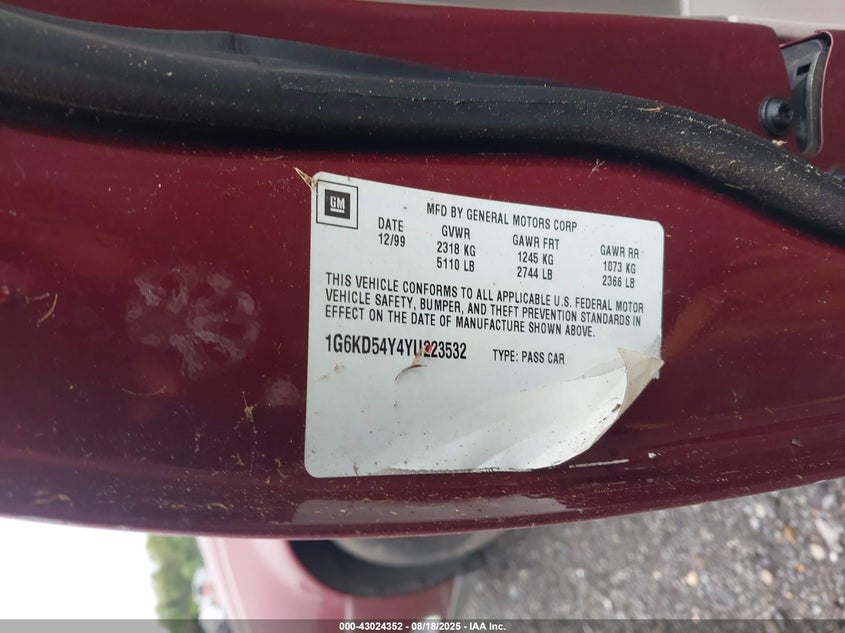 GM
MFD BY GENERAL MOTORS CORP
DATE GVWR GAWR FRT GAWR RR
12/99 2318 KG 1245 KG 1073 KG
5110 LB 2744 LB 2366 LB
THIS VEHICLE CONFORMS TO ALL APPLICABLE U.S. FEDERAL MOTOR
VEHICLE SAFETY, BUMPER, AND THEFT PREVENTION STANDARDS IN
EFFECT ON THE DATE OF MANUFACTURE SHOWN ABOVE.
1G6KD54Y4YU223532 TYPE: PASS CAR
000-43024352 | 08/18/2025 | IAA Inc.